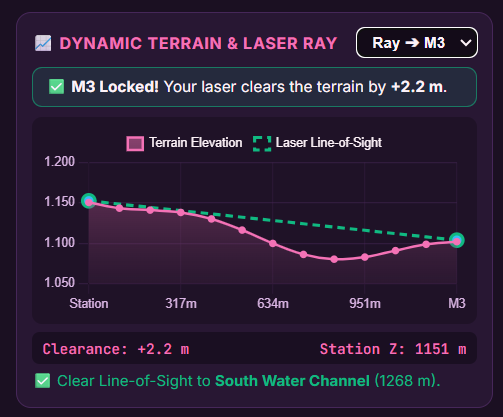 📈 DYNAMIC TERRAIN & LASER RAY
Ray ➔ M3
✅ M3 Locked! Your laser clears the terrain by +2.2 m.
Terrain Elevation
Laser Line-of-Sight
1.200
1.150
1.100
1.050
Station 317m 634m 951m M3
Clearance: +2.2 m
Station Z: 1151 m
✅ Clear Line-of-Sight to South Water Channel (1268 m).